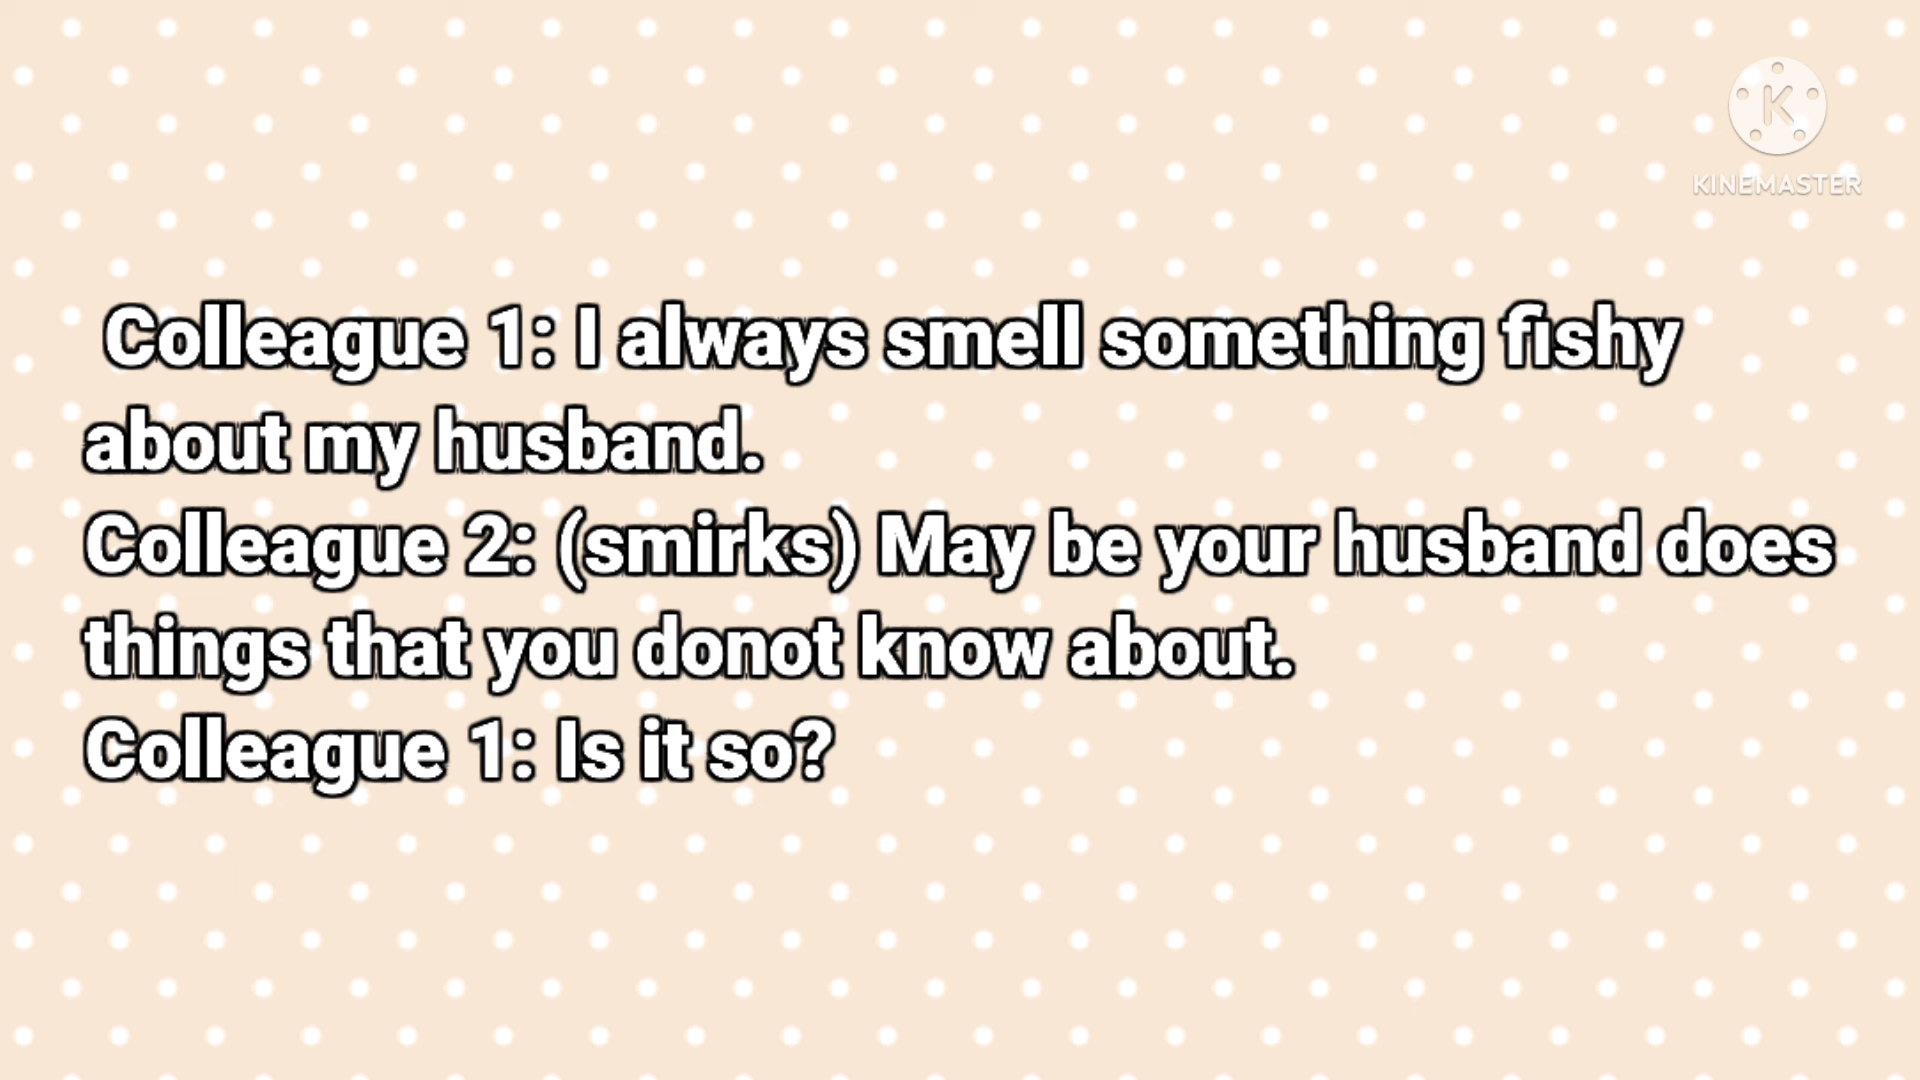 K
KINEMASTER
Colleague 1: I always smell something fishy
about my husband.
Colleague 2: (smirks) May be your husband does
things that you donot know about.
Colleague 1: Is it so?